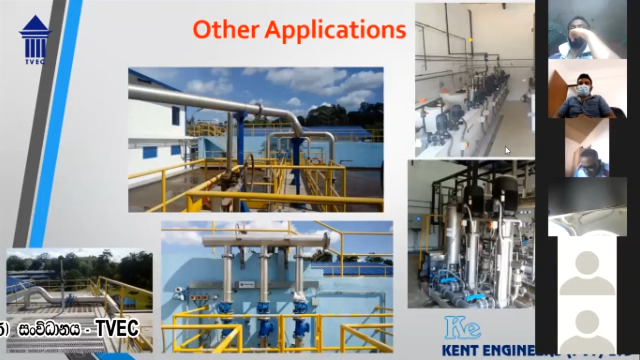 Other Applications
TVEC
සංවිධානය - TVEC
Ke
KENT ENGINEE